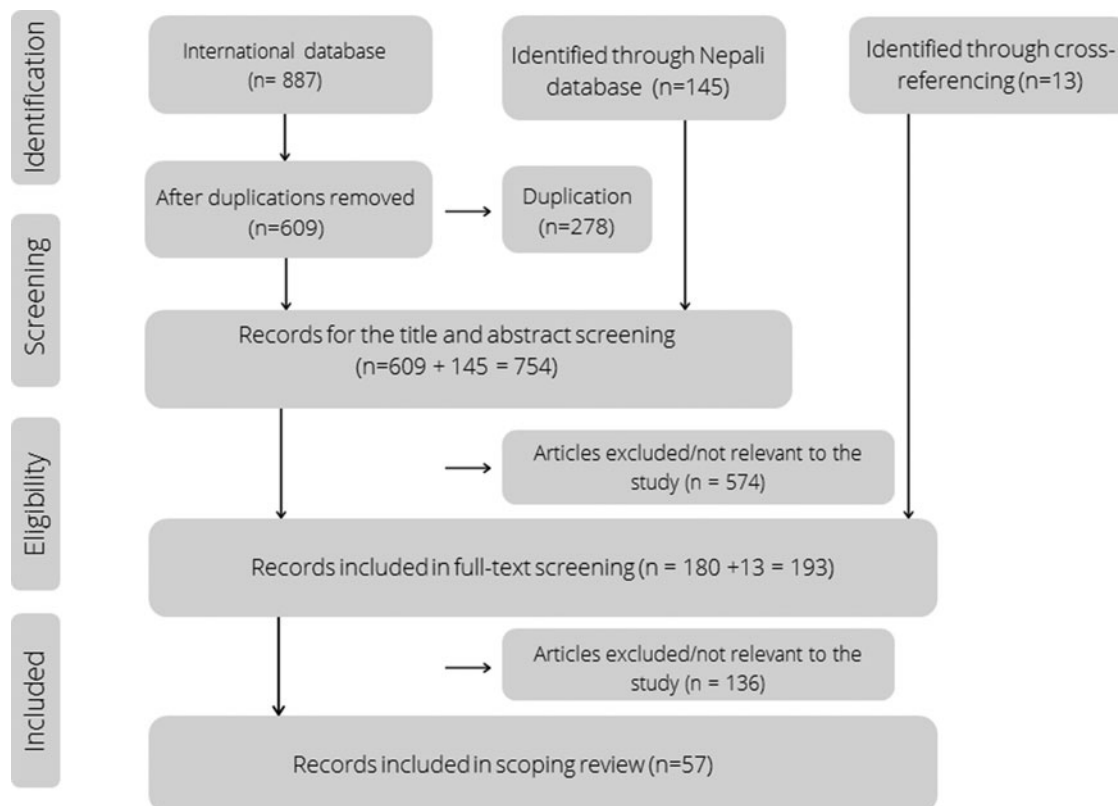 Identification
International database
(n= 887)
Identified through Nepali
database (n=145)
Identified through cross-
referencing (n=13)
After duplications removed
(n=609)
Duplication
(n=278)
Screening
Records for the title and abstract screening
(n=609 + 145 = 754)
Eligibility
Articles excluded/not relevant to the
study (n = 574)
Records included in full-text screening (n = 180 +13 = 193)
Included
Articles excluded/not relevant to the
study (n = 136)
Records included in scoping review (n=57)